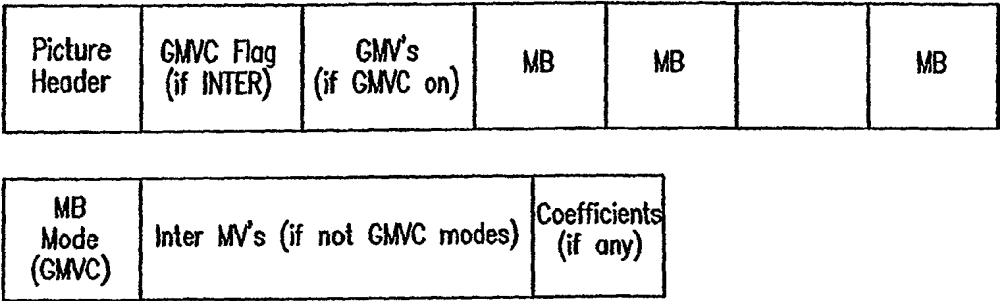 Picture
Header
GMVC Flag
(if INTER)
GMV's
(if GMVC on)
MB
MB
MB
MB
Mode
(GMVC)
Inter MV's (if not GMVC modes)
Coefficients
(if any)